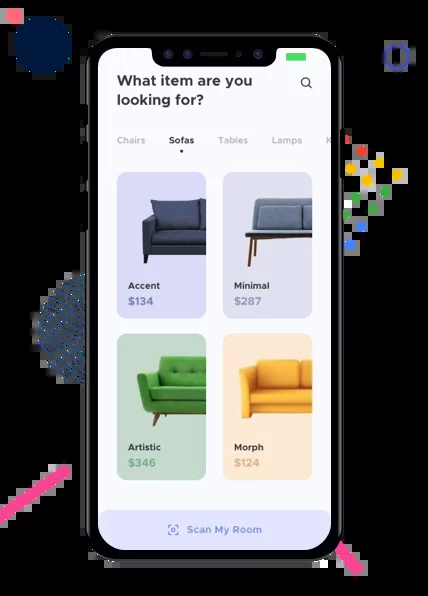 What item are you
looking for?
Chairs Sofas Tables Lamps K
Accent Minimal
$134 $287
Artistic Morph
$346 $124
Scan My Room